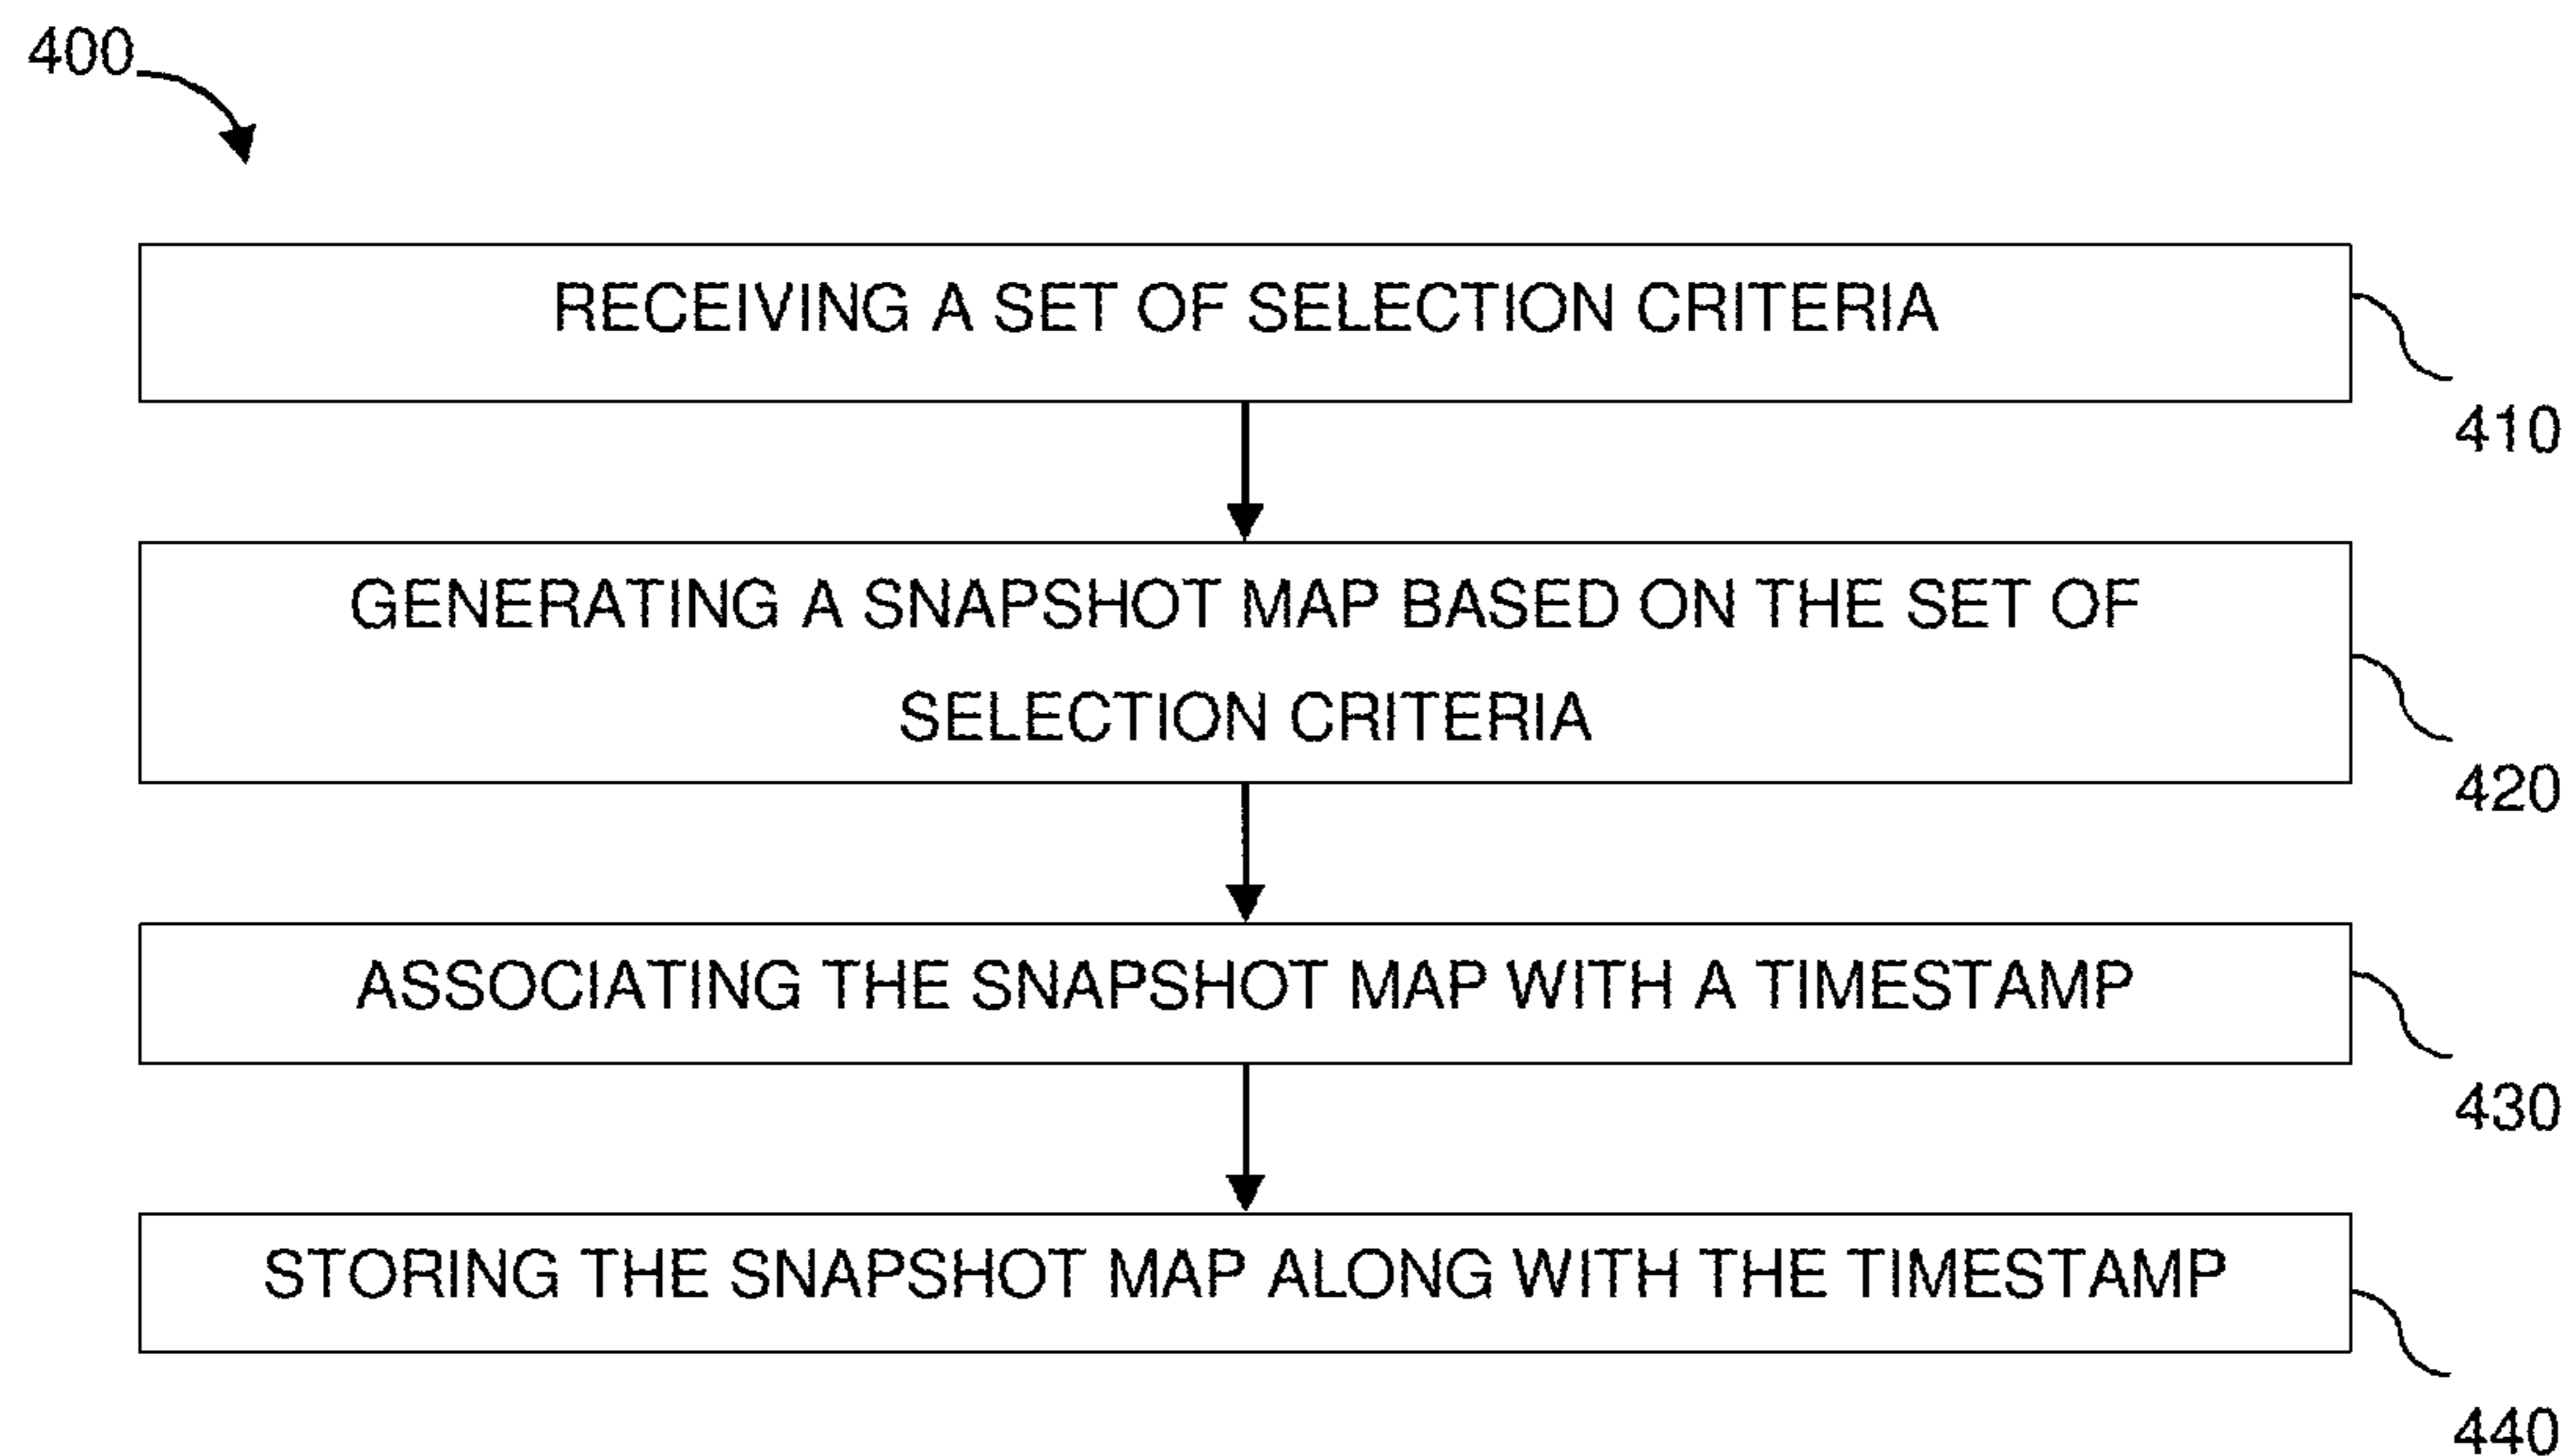 400
RECEIVING A SET OF SELECTION CRITERIA
410
GENERATING A SNAPSHOT MAP BASED ON THE SET OF
SELECTION CRITERIA
420
ASSOCIATING THE SNAPSHOT MAP WITH A TIMESTAMP
430
STORING THE SNAPSHOT MAP ALONG WITH THE TIMESTAMP
440